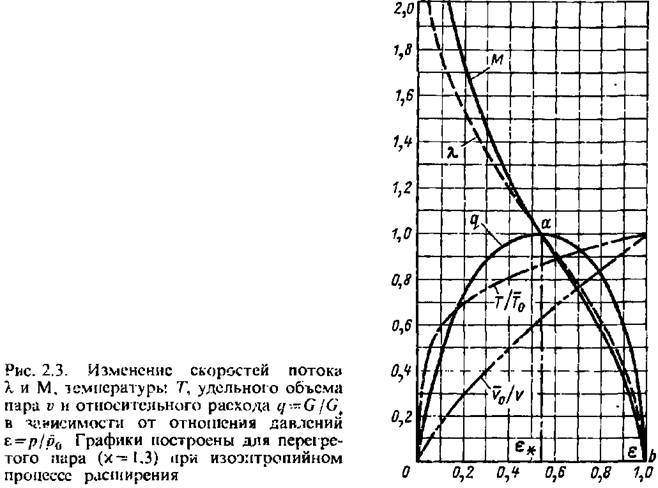 2,0
1,8
1,6
1,4
1,2
1,0
0,8
0,6
0,4
0,2
0
M
λ
q
a
T/T̄₀
v̄₀/v
ε*
ε
b
0,2 0,4 0,6 0,8 1,0
Рис. 2.3. Изменение скоростей потока
λ и M, температуры T, удельного объема
пара v и относительного расхода q=G/G*
в зависимости от отношения давлений
ε=p/p̄₀ Графики построены для перегре-
того пара (ϰ=1,3) при изоэнтропийном
процессе расширения